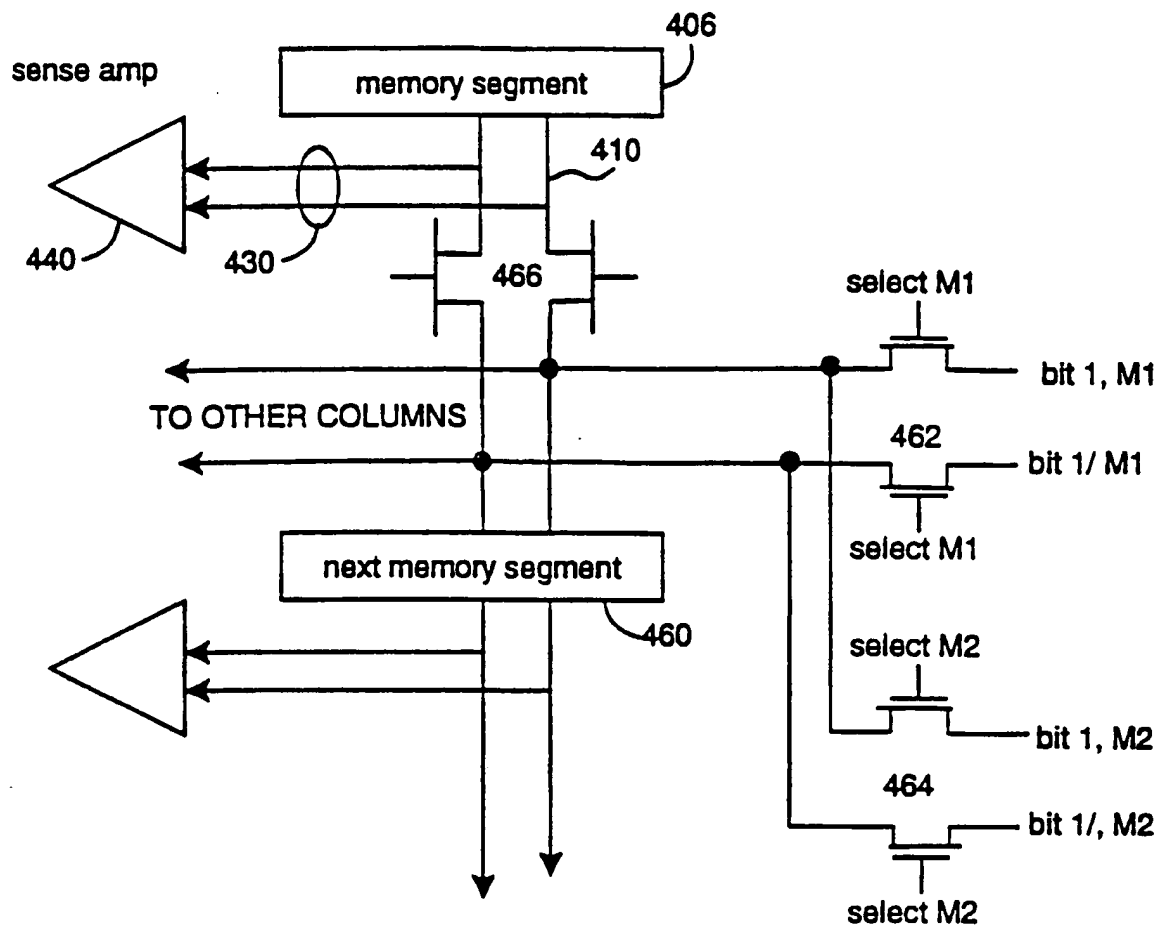 406
sense amp
memory segment
410
440
430
466
select M1
bit 1, M1
TO OTHER COLUMNS
462
bit 1/ M1
select M1
next memory segment
460
select M2
bit 1, M2
464
bit 1/, M2
select M2